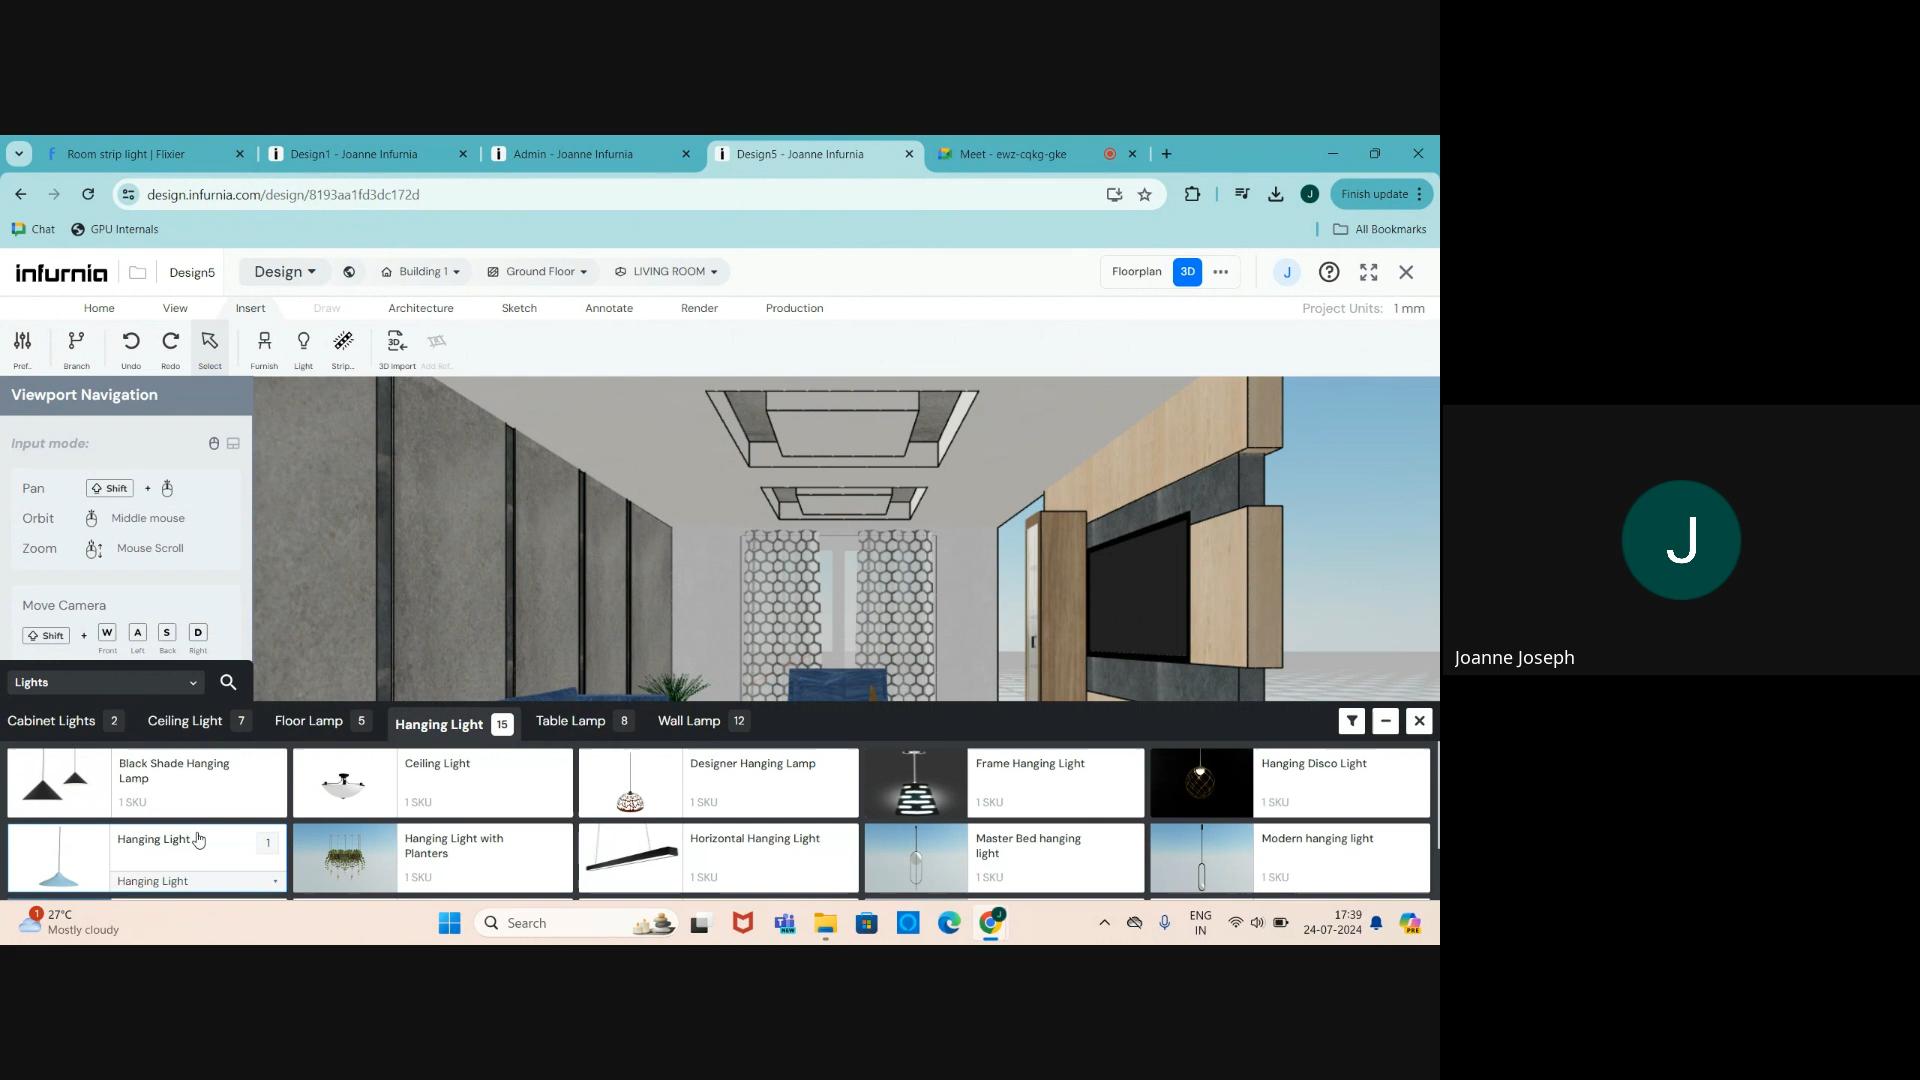 Room strip light | Flixier
Design1 - Joanne Infurnia
Admin - Joanne Infurnia
Design5 - Joanne Infurnia
Meet - ewz-cqkg-gke
design.infurnia.com/design/8193aa1fd3dc172d
J
Finish update
Chat
GPU Internals
All Bookmarks
infurnia
Design5
Design
Building 1
Ground Floor
LIVING ROOM
Floorplan
3D
J
Home
View
Insert
Draw
Architecture
Sketch
Annotate
Render
Production
Project Units: 1 mm
Pref..
Branch
Undo
Redo
Select
Furnish
Light
Strip...
3D Import
Add Ref..
Viewport Navigation
Input mode:
Pan
Shift +
Orbit
Middle mouse
Zoom
Mouse Scroll
Move Camera
Shift + W A S D
Front Left Back Right
Lights
Cabinet Lights 2
Ceiling Light 7
Floor Lamp 5
Hanging Light 15
Table Lamp 8
Wall Lamp 12
Black Shade Hanging
Lamp
1 SKU
Ceiling Light
1 SKU
Designer Hanging Lamp
1 SKU
Frame Hanging Light
1 SKU
Hanging Disco Light
1 SKU
Hanging Light
1
Hanging Light
Hanging Light with
Planters
1 SKU
Horizontal Hanging Light
1 SKU
Master Bed hanging
light
1 SKU
Modern hanging light
1 SKU
1
27°C
Mostly cloudy
Search
NEW
J
ENG
IN
17:39
24-07-2024
PRE
J
Joanne Joseph